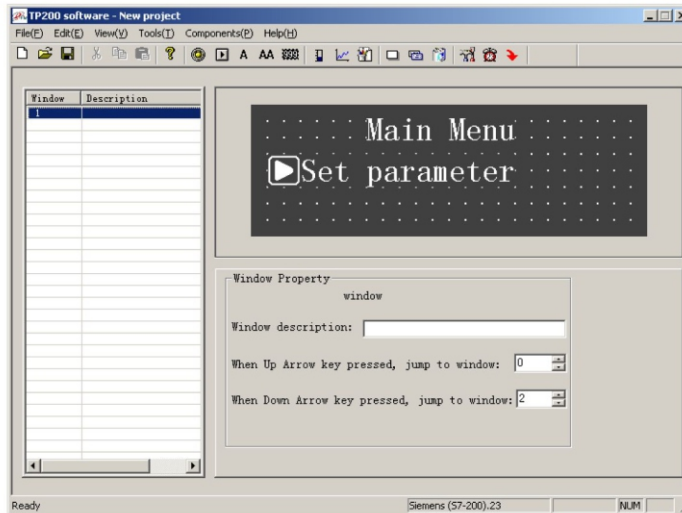 TP200 software - New project
File(F) Edit(E) View(V) Tools(T) Components(P) Help(H)
A AA
Window Description
1
Main Menu
Set parameter
Window Property
window
Window description:
When Up Arrow key pressed, jump to window: 0
When Down Arrow key pressed, jump to window: 2
Ready Siemens (S7-200).23 NUM